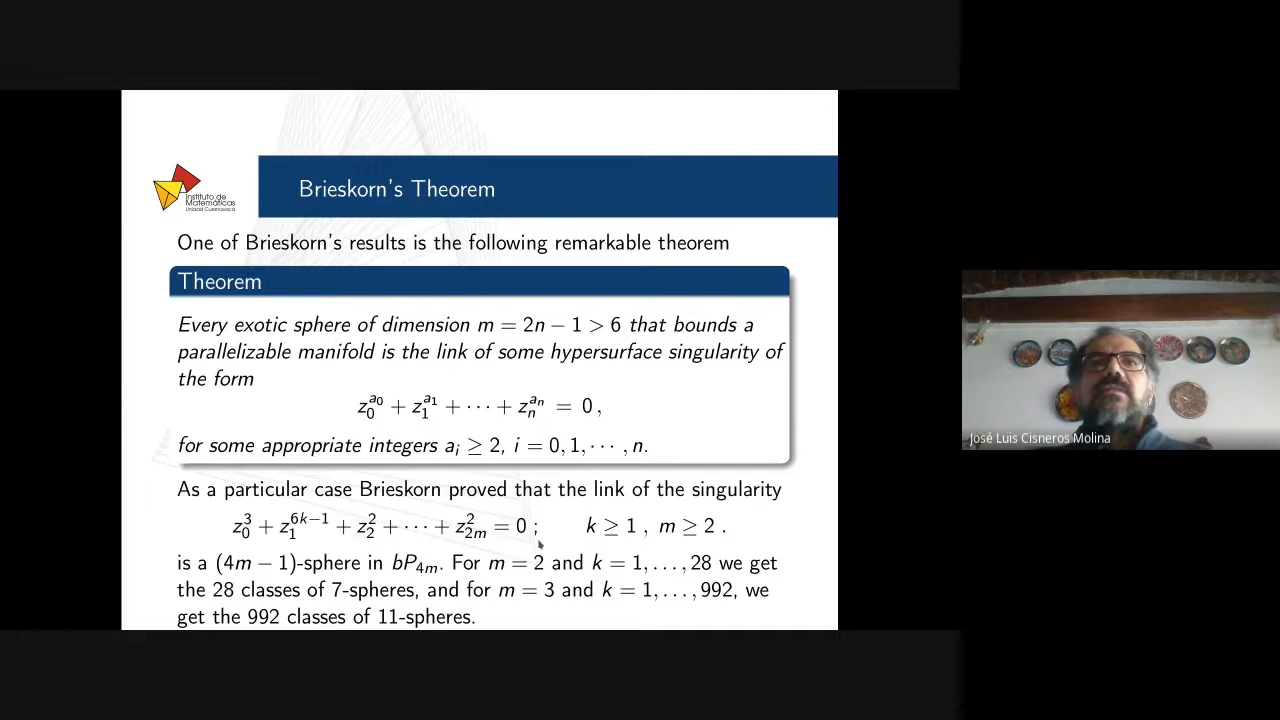 Instituto de
Matemáticas
Unidad Cuernavaca
Brieskorn's Theorem
One of Brieskorn's results is the following remarkable theorem
Theorem
Every exotic sphere of dimension m = 2n − 1 > 6 that bounds a
parallelizable manifold is the link of some hypersurface singularity of
the form
z_0^{a_0} + z_1^{a_1} + ⋯ + z_n^{a_n} = 0 ,
for some appropriate integers a_i ≥ 2, i = 0, 1, ⋯ , n.
As a particular case Brieskorn proved that the link of the singularity
z_0^3 + z_1^{6k−1} + z_2^2 + ⋯ + z_{2m}^2 = 0 ; k ≥ 1 , m ≥ 2 .
is a (4m − 1)-sphere in bP_{4m}. For m = 2 and k = 1, . . . , 28 we get
the 28 classes of 7-spheres, and for m = 3 and k = 1, . . . , 992, we
get the 992 classes of 11-spheres.
José Luis Cisneros Molina